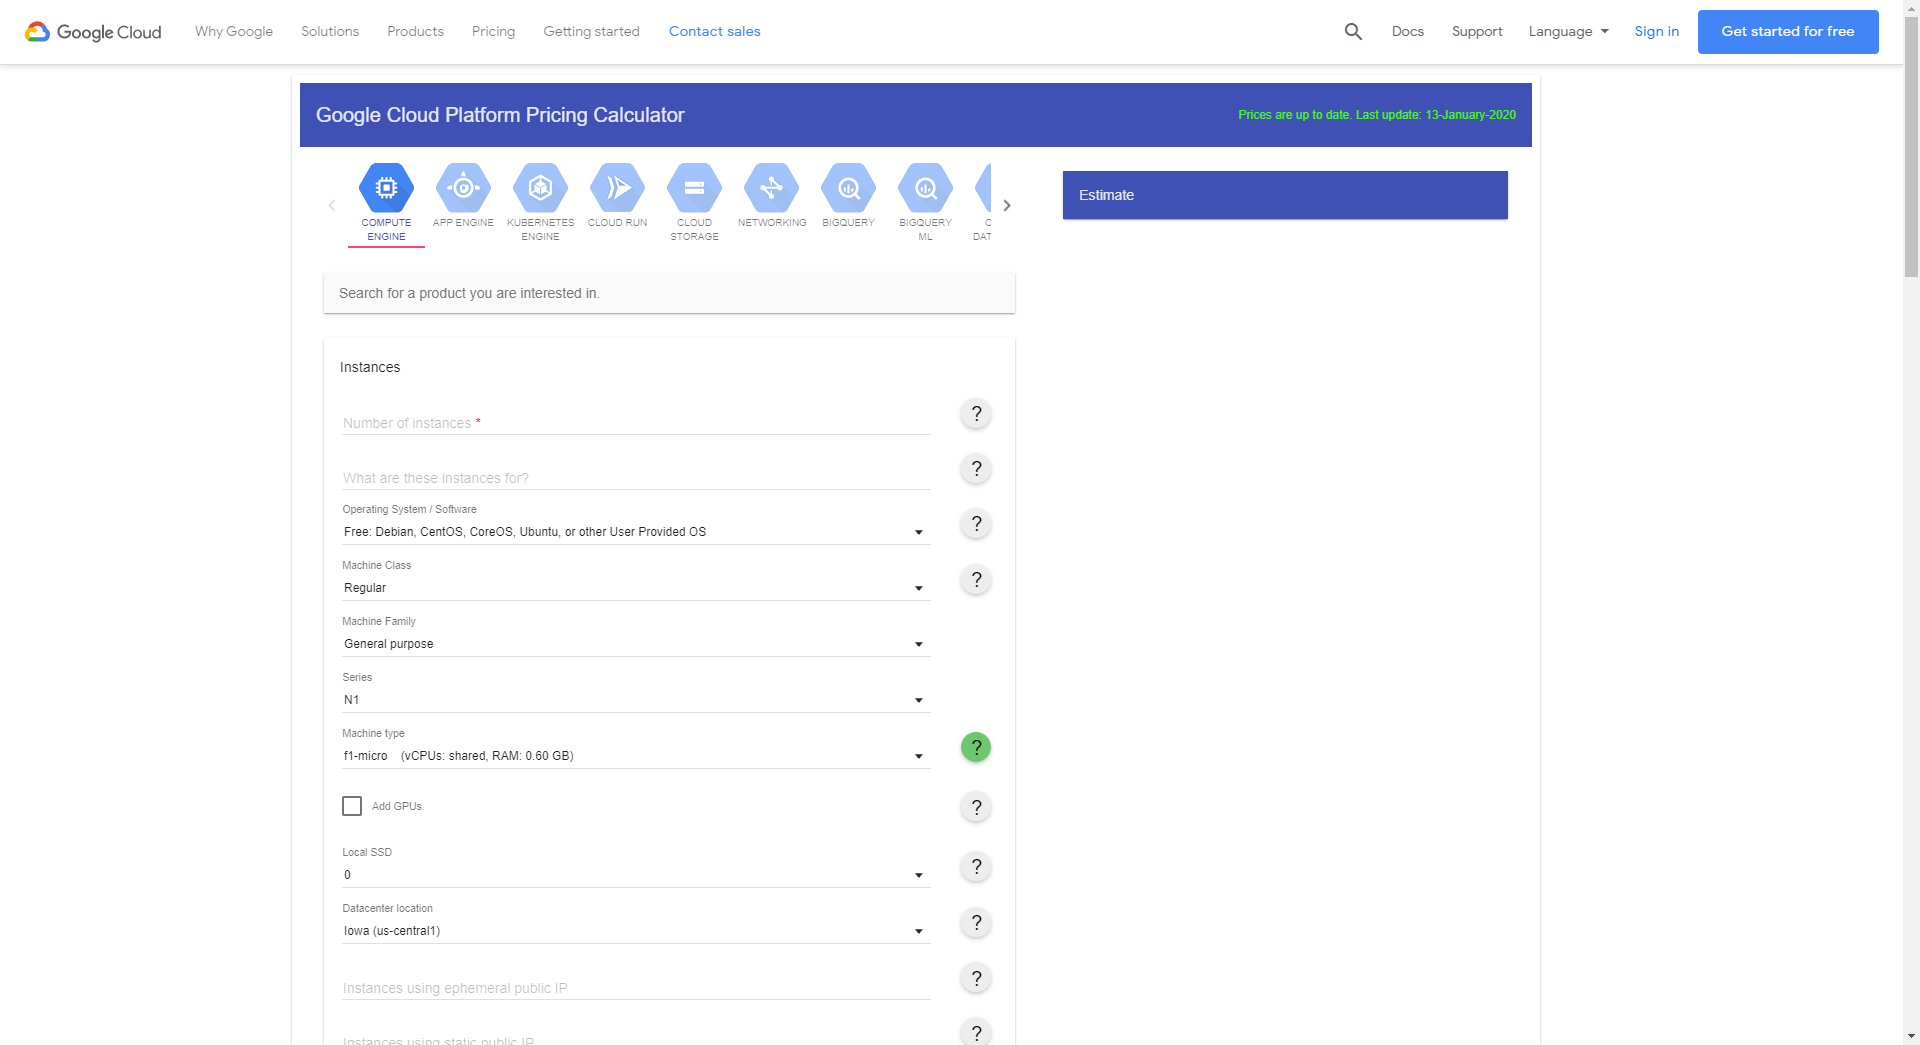 Google Cloud
Why Google
Solutions
Products
Pricing
Getting started
Contact sales
Docs
Support
Language
Sign in
Get started for free
Google Cloud Platform Pricing Calculator
Prices are up to date. Last update: 13-January-2020
COMPUTE
ENGINE
APP ENGINE
KUBERNETES
ENGINE
CLOUD RUN
CLOUD
STORAGE
NETWORKING
BIGQUERY
BIGQUERY
ML
C
DAT
Estimate
Search for a product you are interested in.
Instances
Number of instances *
?
What are these instances for?
?
Operating System / Software
Free: Debian, CentOS, CoreOS, Ubuntu, or other User Provided OS
?
Machine Class
Regular
?
Machine Family
General purpose
Series
N1
Machine type
f1-micro (vCPUs: shared, RAM: 0.60 GB)
?
Add GPUs.
?
Local SSD
0
?
Datacenter location
Iowa (us-central1)
?
Instances using ephemeral public IP
?
Instances using static public IP
?